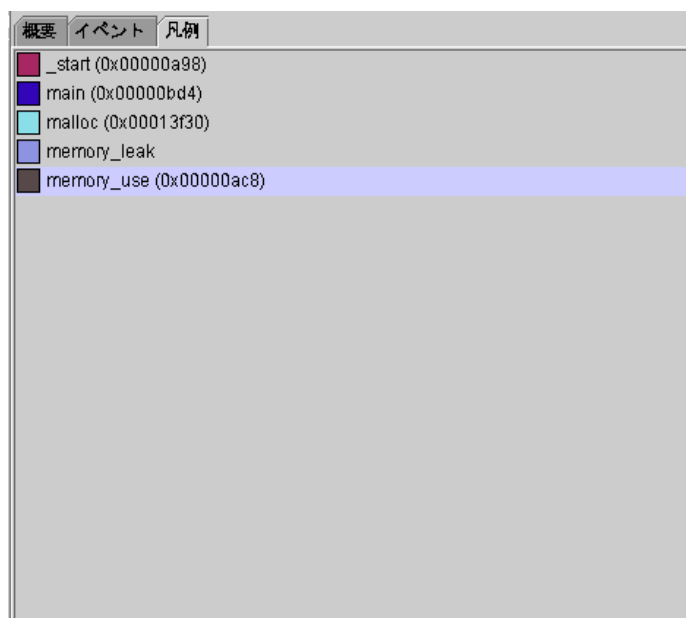 概要 イベント 凡例
_start (0x00000a98)
main (0x00000bd4)
malloc (0x00013f30)
memory_leak
memory_use (0x00000ac8)